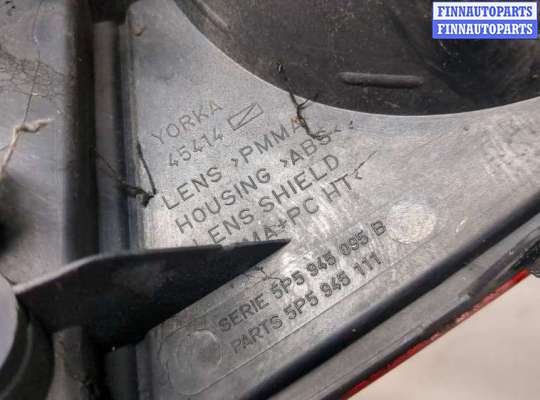 FINNAUTOPARTS
FINNAUTOPARTS
YORKA
45414
LENS >PMMA<
HOUSING >ABS<
LENS SHIELD
PC HT<
SERIE 5P5 945 095 B
PARTS 5P5 945 111